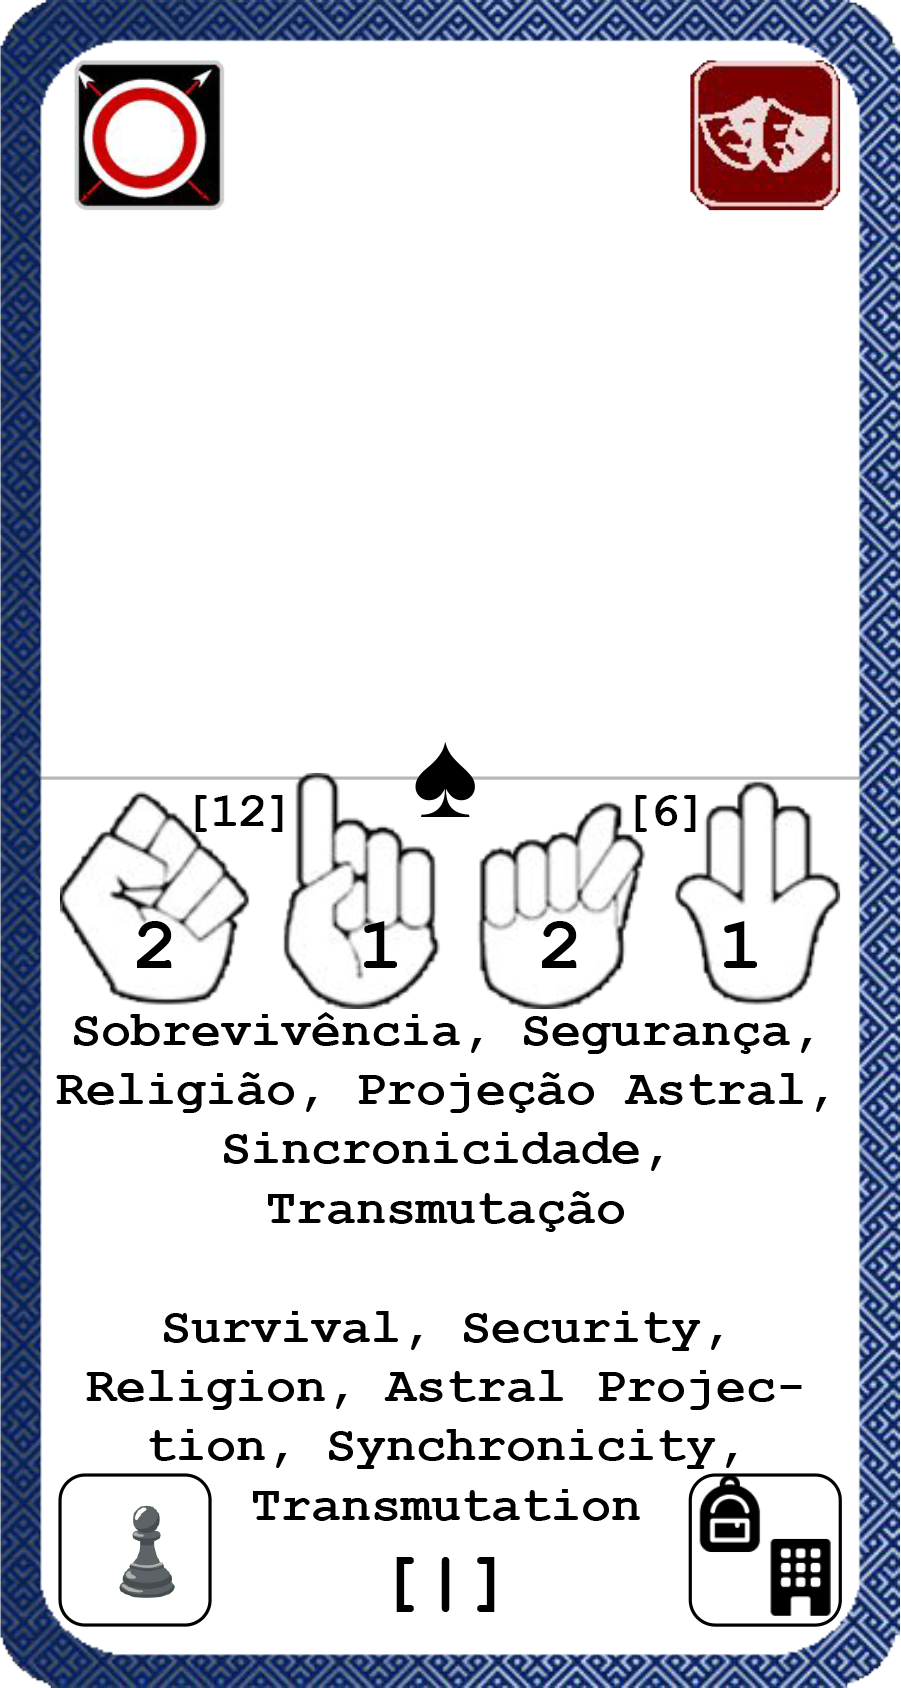 [12] [6]
2 1 2 1
Sobrevivência, Segurança,
Religião, Projeção Astral,
Sincronicidade,
Transmutação
Survival, Security,
Religion, Astral Projec-
tion, Synchronicity,
Transmutation
[|]